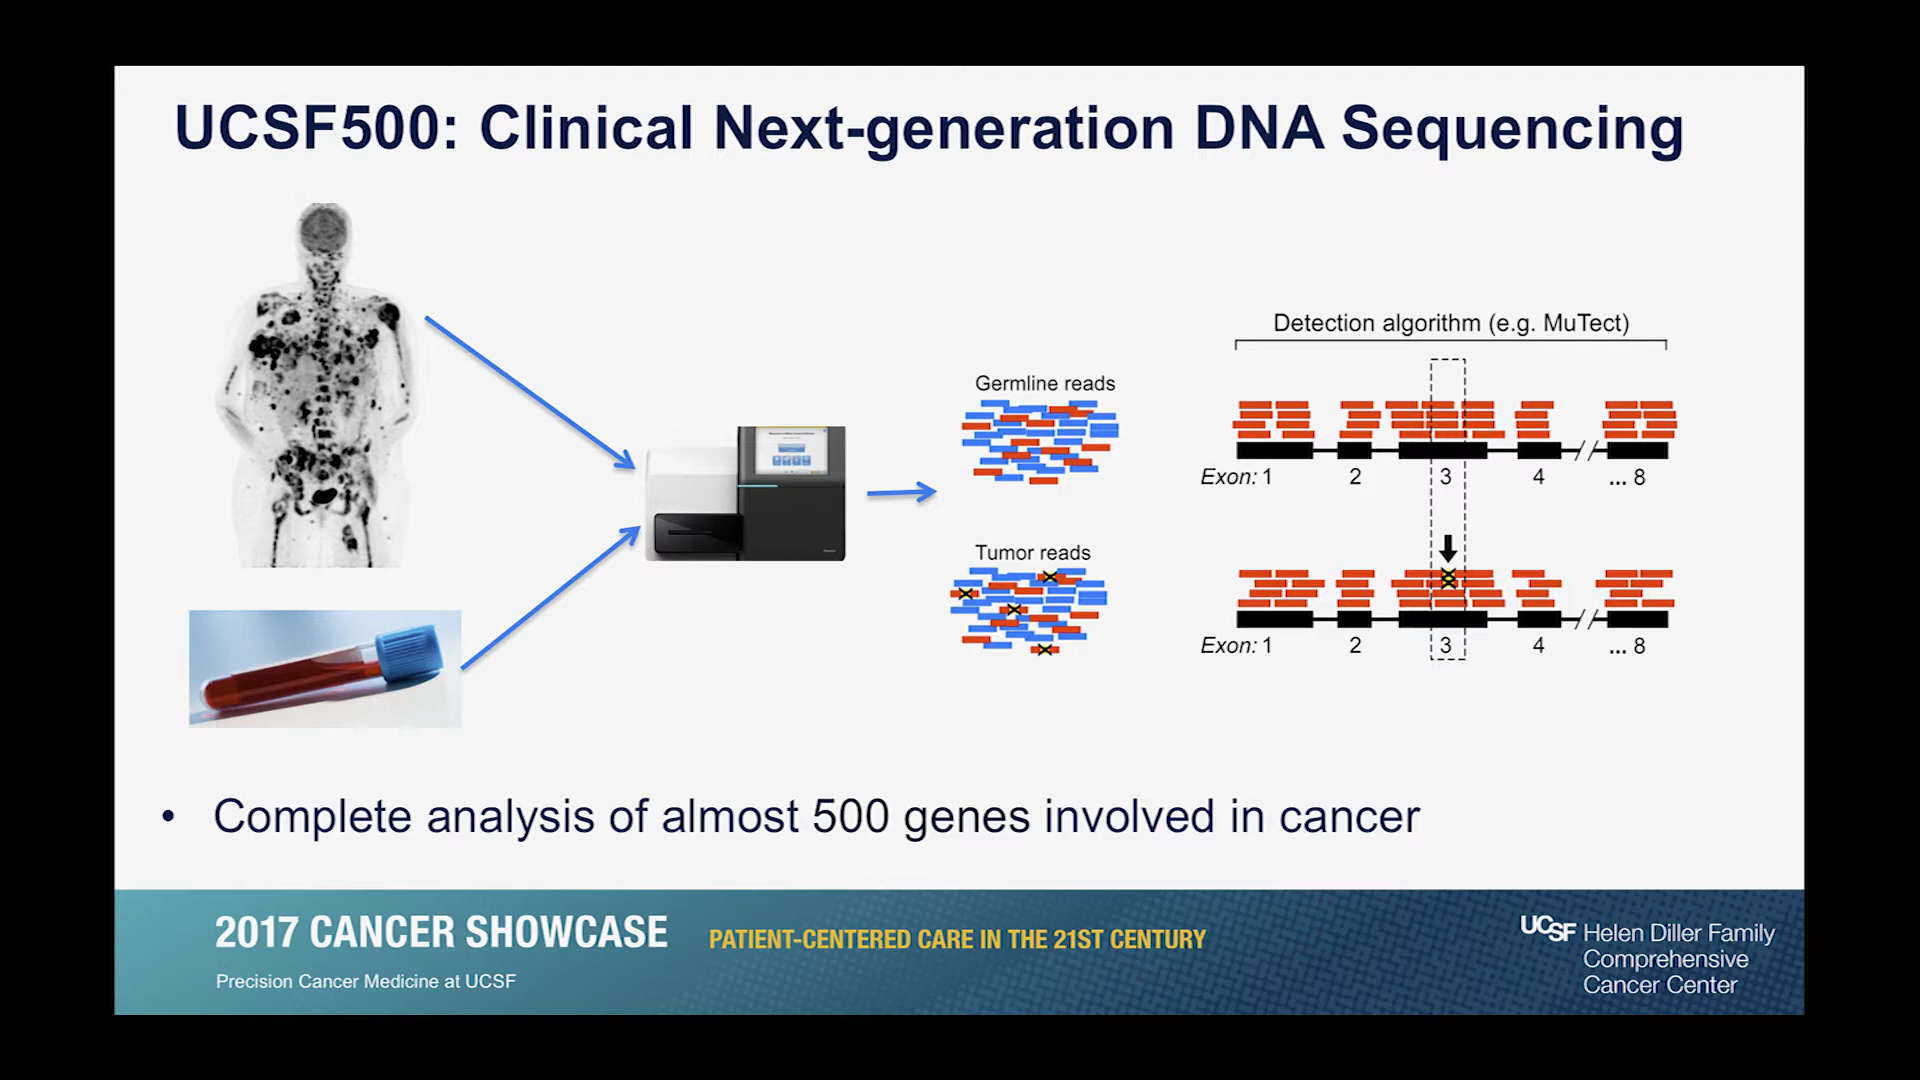 UCSF500: Clinical Next-generation DNA Sequencing
Detection algorithm (e.g. MuTect)
Germline reads
Exon: 1 2 3 4 ... 8
Tumor reads
Exon: 1 2 3 4 ... 8
• Complete analysis of almost 500 genes involved in cancer
2017 CANCER SHOWCASE PATIENT-CENTERED CARE IN THE 21ST CENTURY
Precision Cancer Medicine at UCSF
UCSF Helen Diller Family
Comprehensive
Cancer Center